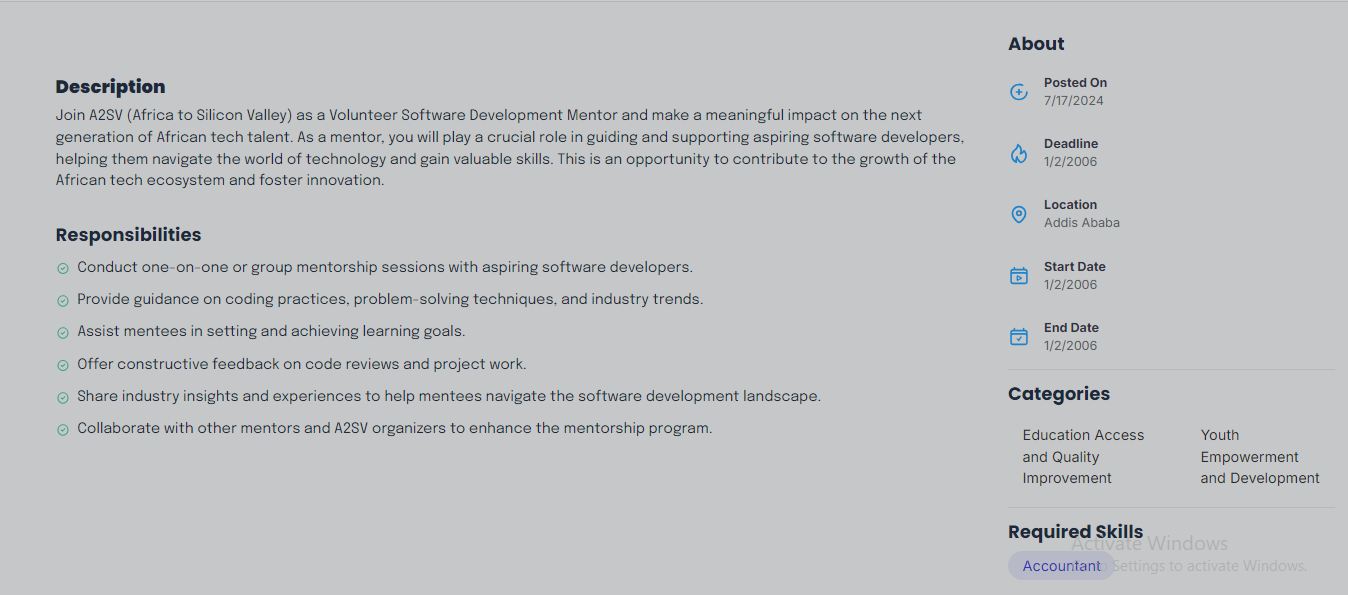 Description
Join A2SV (Africa to Silicon Valley) as a Volunteer Software Development Mentor and make a meaningful impact on the next
generation of African tech talent. As a mentor, you will play a crucial role in guiding and supporting aspiring software developers,
helping them navigate the world of technology and gain valuable skills. This is an opportunity to contribute to the growth of the
African tech ecosystem and foster innovation.
Responsibilities
Conduct one-on-one or group mentorship sessions with aspiring software developers.
Provide guidance on coding practices, problem-solving techniques, and industry trends.
Assist mentees in setting and achieving learning goals.
Offer constructive feedback on code reviews and project work.
Share industry insights and experiences to help mentees navigate the software development landscape.
Collaborate with other mentors and A2SV organizers to enhance the mentorship program.
About
Posted On
7/17/2024
Deadline
1/2/2006
Location
Addis Ababa
Start Date
1/2/2006
End Date
1/2/2006
Categories
Education Access
and Quality
Improvement
Youth
Empowerment
and Development
Required Skills
Accountant
Activate Windows
Settings to activate Windows.